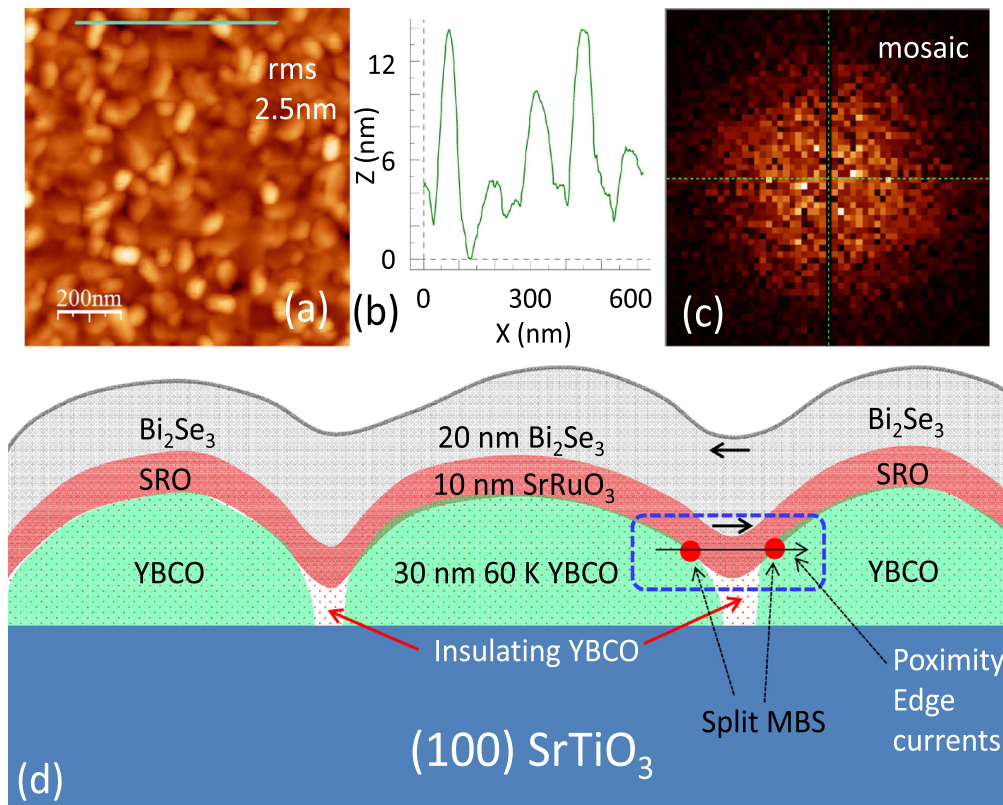 rms
2.5nm
200nm
(a)
Z (nm)
12
6
0
0 300 600
X (nm)
(b)
mosaic
(c)
Bi₂Se₃
20 nm Bi₂Se₃
Bi₂Se₃
SRO
10 nm SrRuO₃
SRO
YBCO
30 nm 60 K YBCO
YBCO
Insulating YBCO
Split MBS
Poximity
Edge
currents
(100) SrTiO₃
(d)